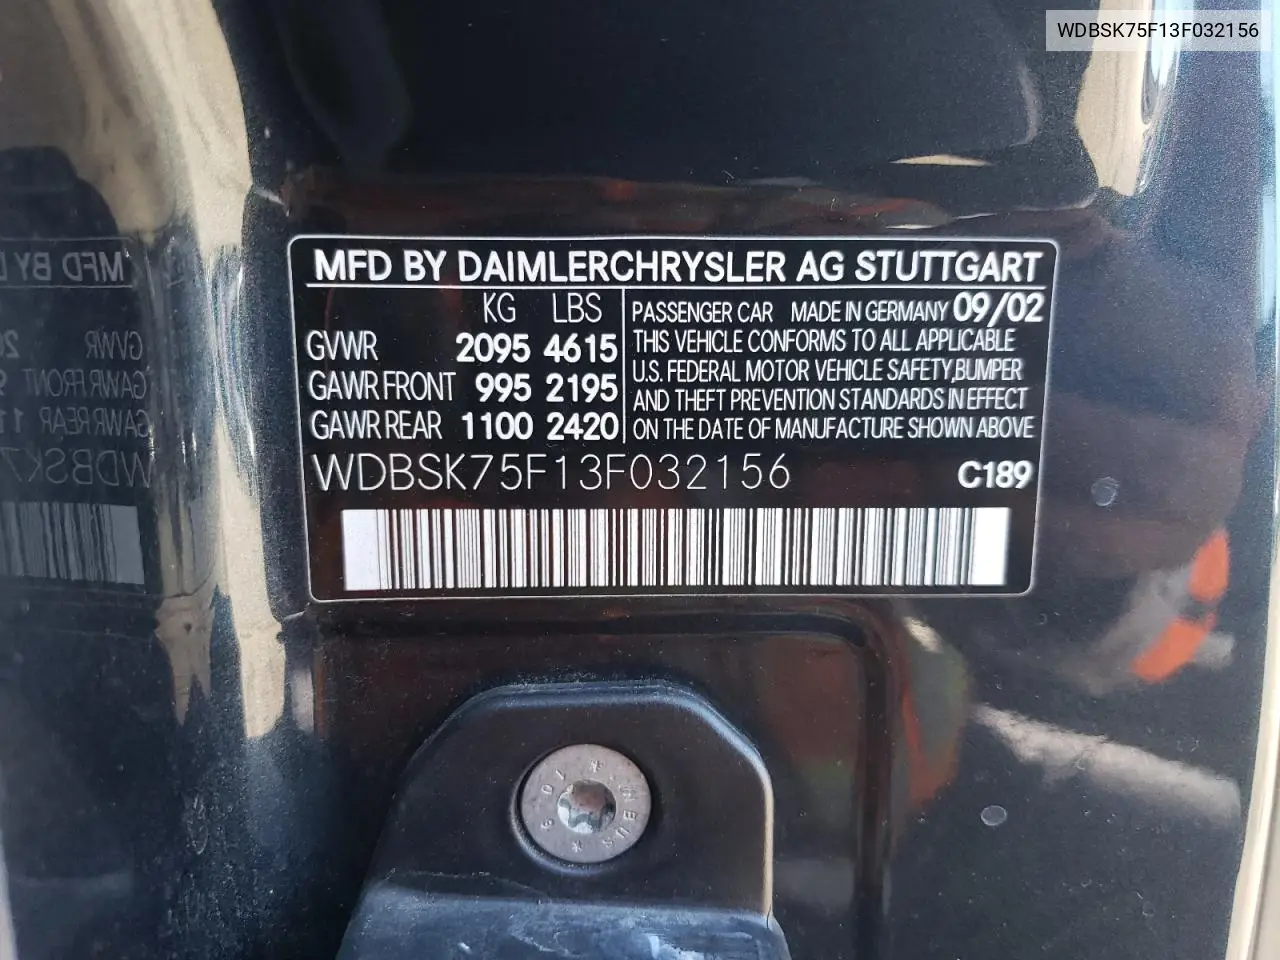 WDBSK75F13F032156
MFD BY DAIMLERCHRYSLER AG STUTTGART
KG LBS
GVWR 2095 4615
GAWR FRONT 995 2195
GAWR REAR 1100 2420
PASSENGER CAR MADE IN GERMANY 09/02
THIS VEHICLE CONFORMS TO ALL APPLICABLE
U.S. FEDERAL MOTOR VEHICLE SAFETY, BUMPER
AND THEFT PREVENTION STANDARDS IN EFFECT
ON THE DATE OF MANUFACTURE SHOWN ABOVE
WDBSK75F13F032156 C189